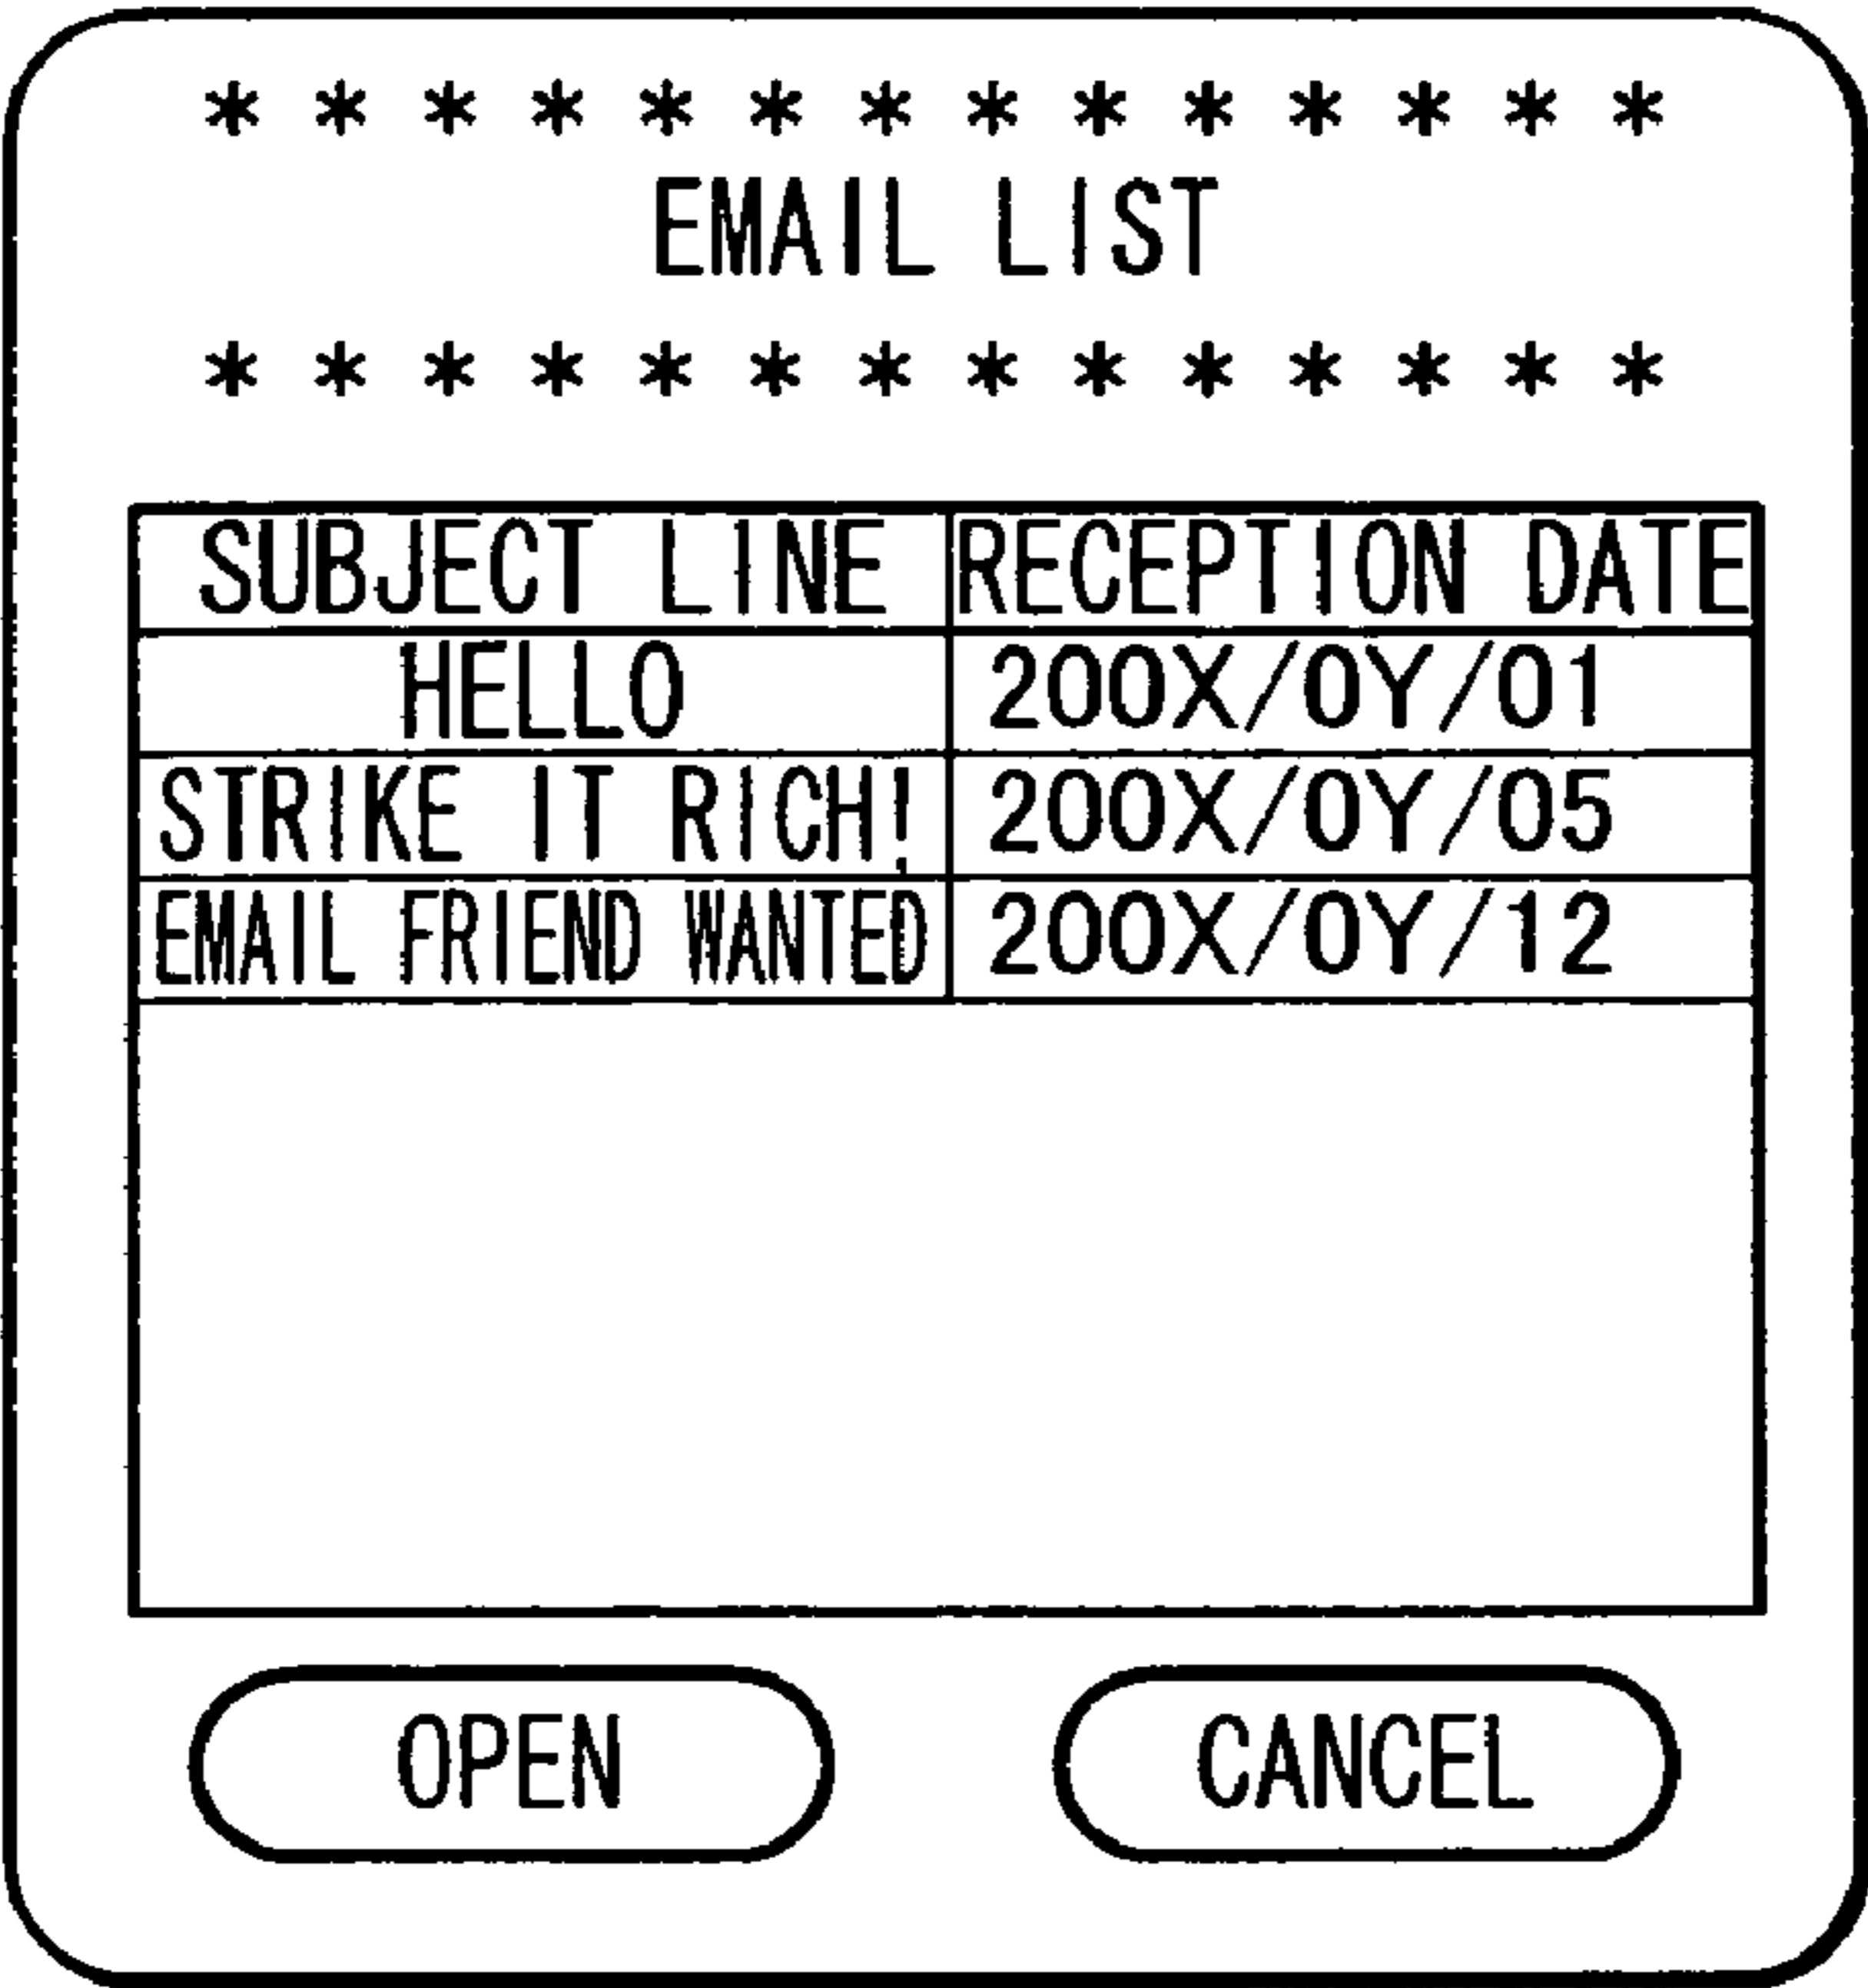 * * * * * * * * * * * * * *
EMAIL LIST
* * * * * * * * * * * * * *
SUBJECT LINE RECEPTION DATE
HELLO 200X/0Y/01
STRIKE IT RICH! 200X/0Y/05
EMAIL FRIEND WANTED 200X/0Y/12
OPEN CANCEL